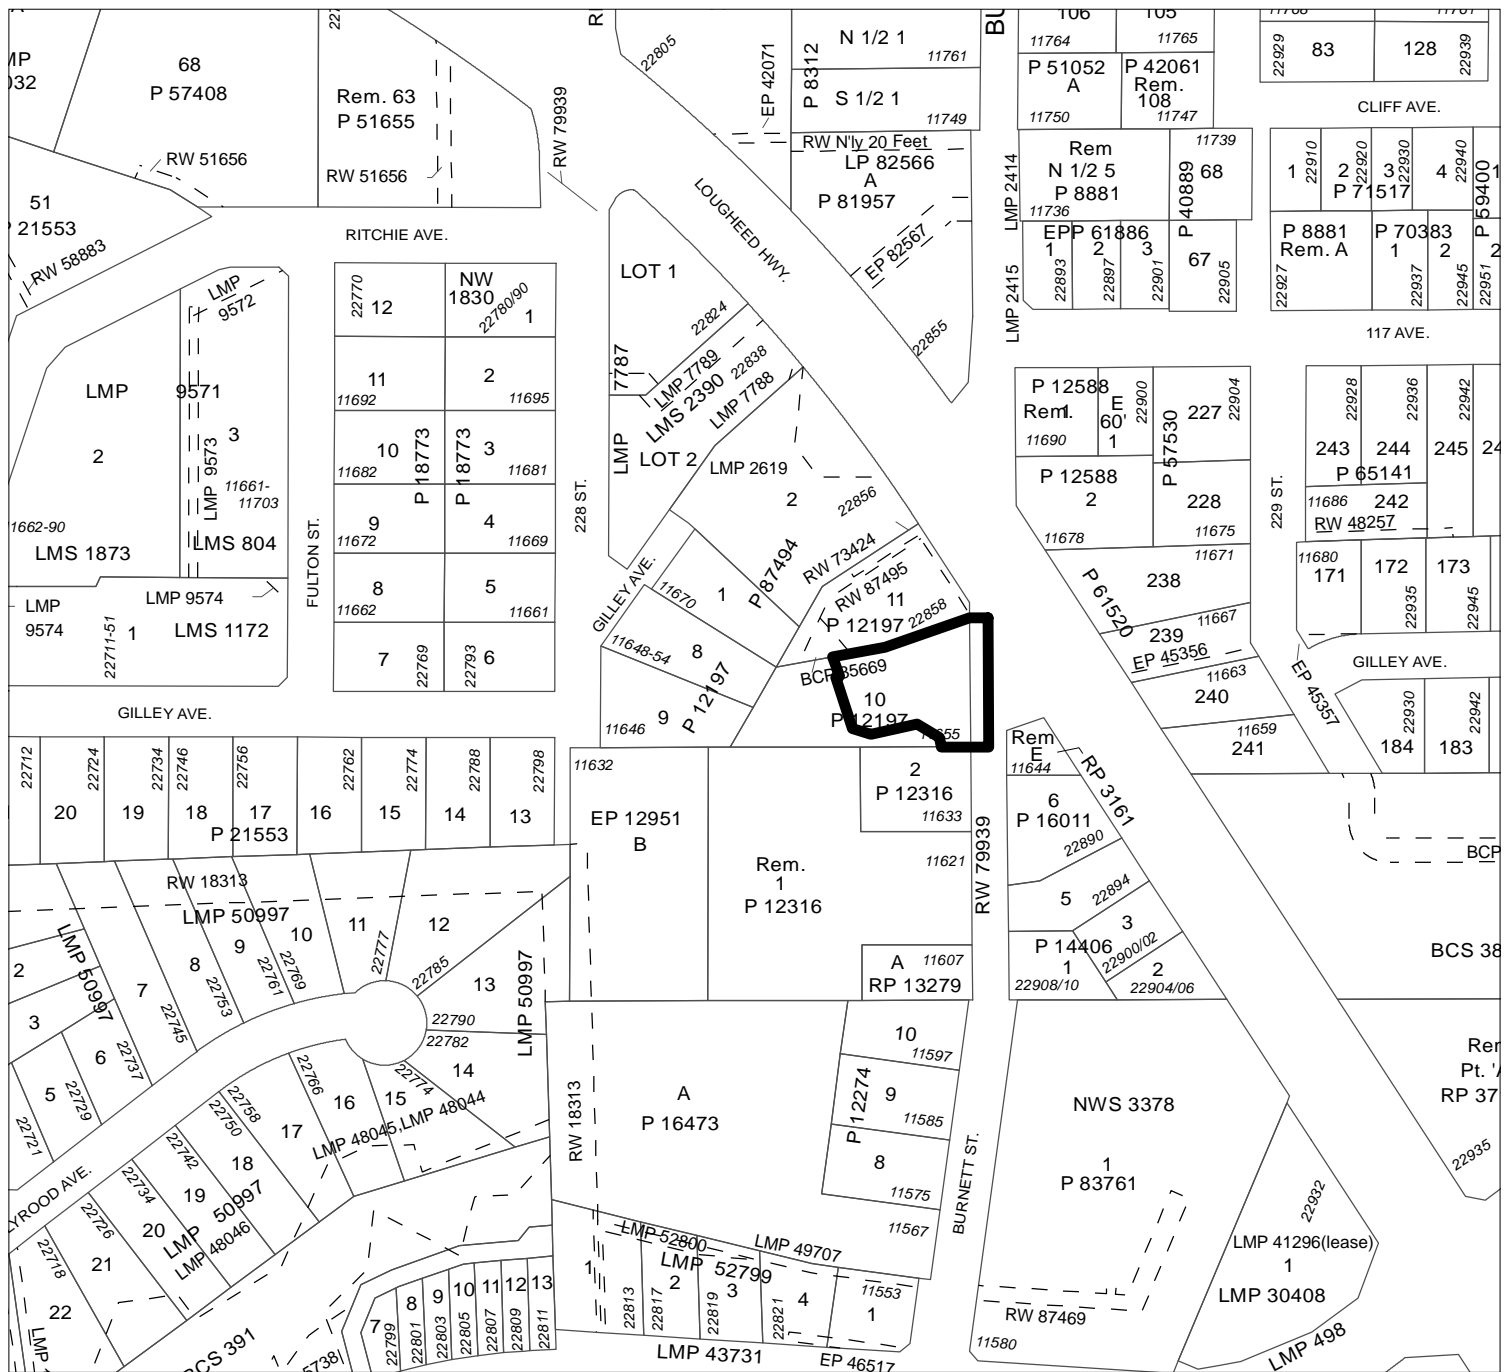 68
P 57408
Rem. 63
P 51655
RW 51656
RW 51656
51
P 21553
RW 58883
RW 79939
22805
EP 42071
P 8312
N 1/2 1
11761
S 1/2 1
11749
RW N'ly 20 Feet
LP 82566
A
P 81957
EP 82567
LOUGHEED HWY.
22855
106
11764
105
11765
P 51052
A
11750
P 42061
Rem.
108
11747
22929
83
128
22939
CLIFF AVE.
LMP 2414
Rem
N 1/2 5
P 8881
11736
P 40889
11739
68
1
22910
2
22920
3
22930
4
22940
P 71517
P 59400
1
EPP 61886
1
22893
2
22897
3
22901
67
22905
P 8881
Rem. A
22927
P 70383
1
22937
2
22945
2
22951
LMP 2415
117 AVE.
RITCHIE AVE.
LMP
9572
LMP
9571
2
3
LMP 9573
11661-
11703
11662-90
LMS 1873
LMS 804
LMP
9574
LMP 9574
22711-51
1
LMS 1172
FULTON ST.
22770
12
NW
1830
22780/90
1
11
11692
2
11695
10
11682
P 18773
P 18773
3
11681
9
11672
4
11669
8
11662
5
11661
7
22769
22793
6
228 ST.
LOT 1
22824
7787
LMP
LMP 7789
22838
LMS 2390
LMP 7788
LOT 2
LMP 2619
2
22856
RW 73424
P 87494
1
11670
GILLEY AVE.
RW 87495
11
22858
P 12197
11648-54
8
P 12197
9
11646
BCP 35669
10
P 12197
11655
GILLEY AVE.
P 12588
Rem.
1
11690
E
60'
1
22900
P 57530
227
22904
P 12588
2
11678
228
11675
11671
238
P 61520
239
11667
EP 45356
11663
240
11659
241
EP 45357
229 ST.
22928
243
22936
244
22942
245
P 65141
11686
242
RW 48257
11680
171
172
22935
173
22945
GILLEY AVE.
22930
184
22942
183
22712
20
22724
19
22734
22746
18
22756
17
P 21553
16
22762
15
22774
14
22788
13
22798
11632
EP 12951
B
Rem.
1
P 12316
2
P 12316
11633
11621
A
11607
RP 13279
RW 79939
Rem
E
11644
RP 3161
6
P 16011
22890
5
22894
3
P 14406
1
22900/02
22908/10
2
22904/06
BCP
BCS 38
RW 18313
LMP 50997
LMP 50997
2
3
5
22721
6
22729
7
22737
8
22745
9
22753
10
22761
22769
11
22777
12
22785
13
22790
LMP 50997
22782
14
22774
15
16
22766
17
22758
22750
18
22742
19
22734
20
22726
21
22718
22
LMP 48045,LMP 48044
LMP 50997
LMP 48046
RW 18313
A
P 16473
10
11597
P 12274
9
11585
8
11575
11567
BURNETT ST.
NWS 3378
1
P 83761
RW 87469
11580
Pt. 'A
RP 37
22935
22932
LMP 41296(lease)
1
LMP 30408
LMP 498
LMP 52800
LMP 49707
LMP 52799
1
22813
2
22817
3
22819
4
22821
1
11553
LMP 43731
EP 46517
7
22799
8
22801
9
22803
10
22805
11
22807
12
22809
13
22811
BCS 391
5738